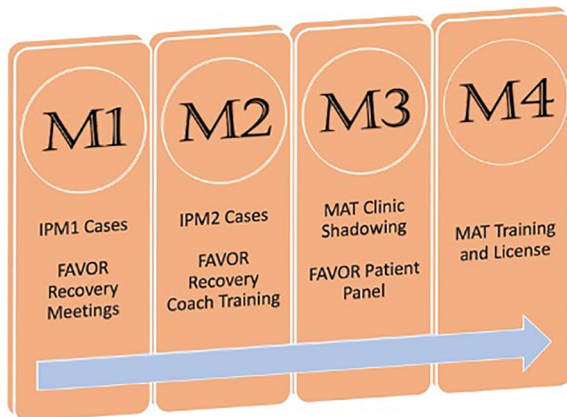 M1
IPM1 Cases
FAVOR
Recovery
Meetings
M2
IPM2 Cases
FAVOR
Recovery
Coach Training
M3
MAT Clinic
Shadowing
FAVOR Patient
Panel
M4
MAT Training
and License